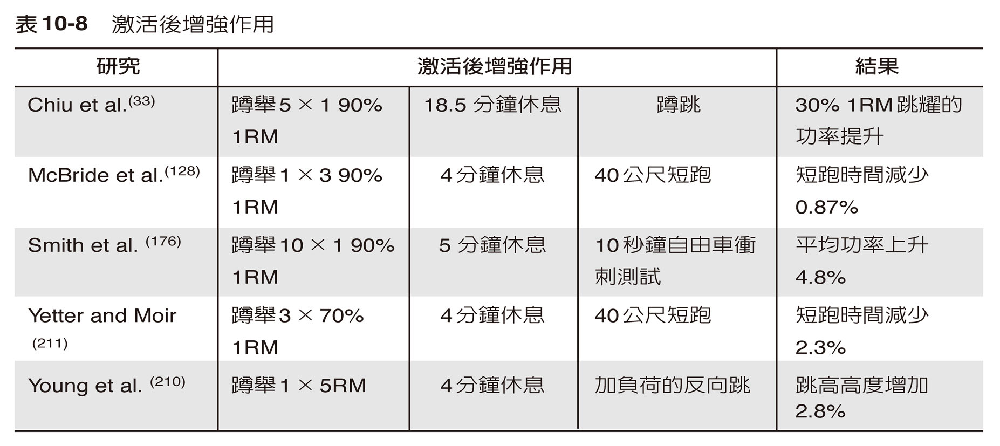 表 10-8 激活後增強作用
研究 激活後增強作用 結果
Chiu et al.(33) 蹲舉 5 × 1 90% 18.5 分鐘休息 蹲跳 30% 1RM 跳耀的
1RM 功率提升
McBride et al.(128) 蹲舉 1 × 3 90% 4 分鐘休息 40 公尺短跑 短跑時間減少
1RM 0.87%
Smith et al. (176) 蹲舉 10 × 1 90% 5 分鐘休息 10 秒鐘自由車衝 平均功率上升
1RM 刺測試 4.8%
Yetter and Moir 蹲舉 3 × 70% 4 分鐘休息 40 公尺短跑 短跑時間減少
(211) 1RM 2.3%
Young et al. (210) 蹲舉 1 × 5RM 4 分鐘休息 加負荷的反向跳 跳高高度增加
2.8%